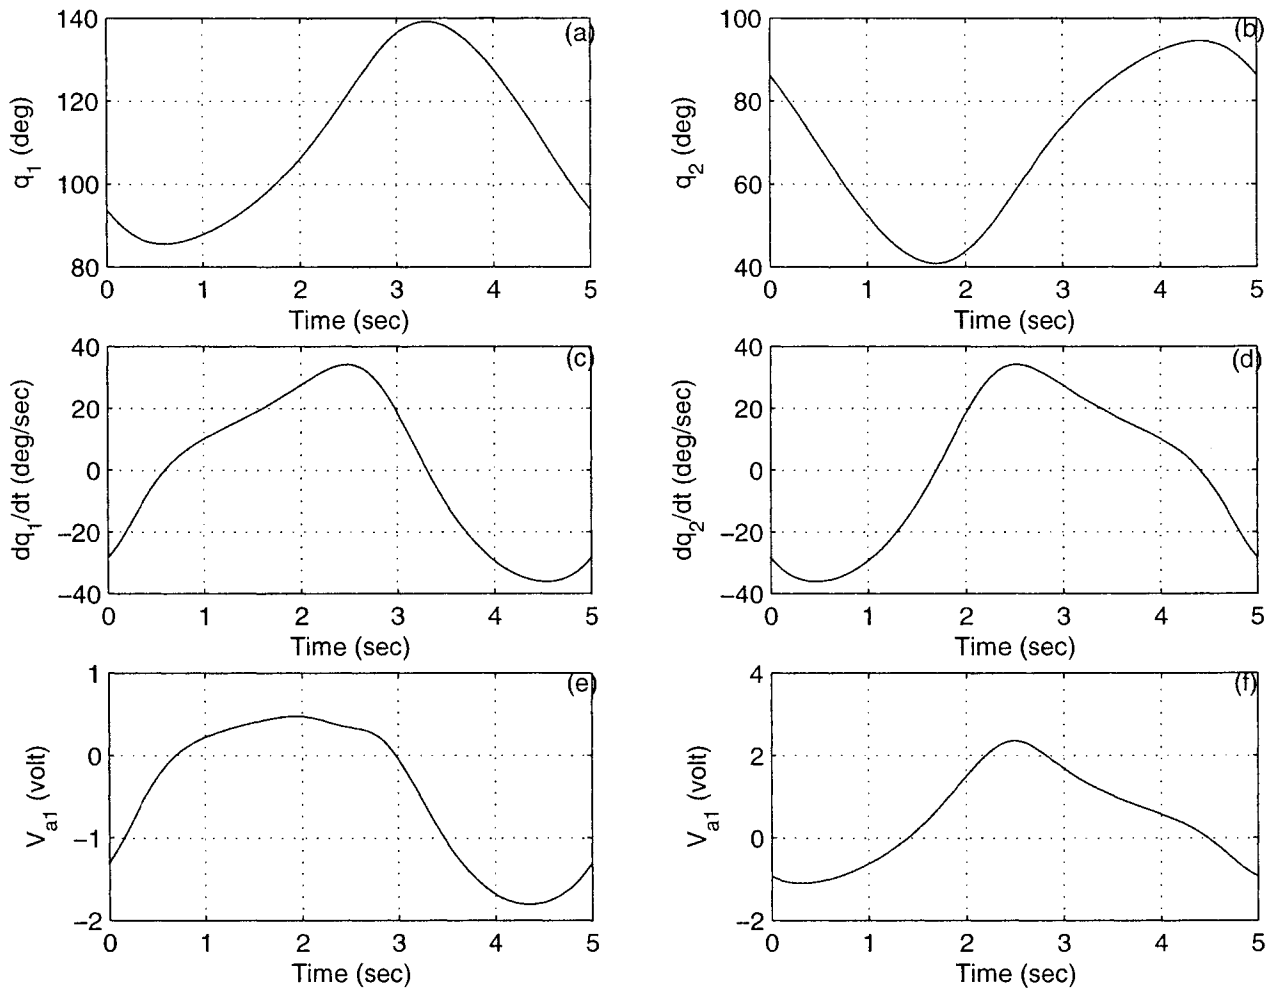 140
120
100
80
q1 (deg)
(a)
0 1 2 3 4 5
Time (sec)
100
80
60
40
q2 (deg)
(b)
0 1 2 3 4 5
Time (sec)
40
20
0
−20
−40
dq1/dt (deg/sec)
(c)
0 1 2 3 4 5
Time (sec)
40
20
0
−20
−40
dq2/dt (deg/sec)
(d)
0 1 2 3 4 5
Time (sec)
1
0
−1
−2
Va1 (volt)
(e)
0 1 2 3 4 5
Time (sec)
4
2
0
−2
Va1 (volt)
(f)
0 1 2 3 4 5
Time (sec)